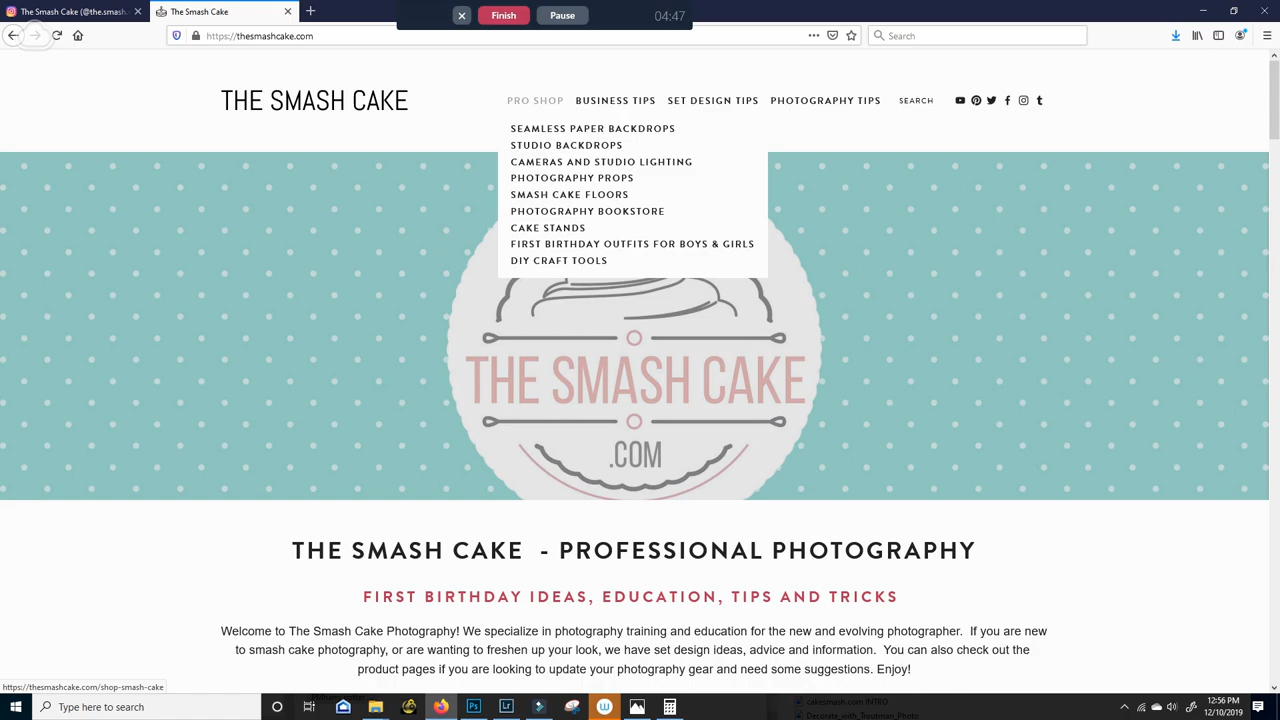 The Smash Cake (@the.smash
The Smash Cake
Finish
Pause
04:47
https://thesmashcake.com
Search
THE SMASH CAKE
PRO SHOP
BUSINESS TIPS
SET DESIGN TIPS
PHOTOGRAPHY TIPS
SEARCH
SEAMLESS PAPER BACKDROPS
STUDIO BACKDROPS
CAMERAS AND STUDIO LIGHTING
PHOTOGRAPHY PROPS
SMASH CAKE FLOORS
PHOTOGRAPHY BOOKSTORE
CAKE STANDS
FIRST BIRTHDAY OUTFITS FOR BOYS & GIRLS
DIY CRAFT TOOLS
THE SMASH CAKE
.COM
THE SMASH CAKE - PROFESSIONAL PHOTOGRAPHY
FIRST BIRTHDAY IDEAS, EDUCATION, TIPS AND TRICKS
Welcome to The Smash Cake Photography! We specialize in photography training and education for the new and evolving photographer. If you are new
to smash cake photography, or are wanting to freshen up your look, we have set design ideas, advice and information. You can also check out the
product pages if you are looking to update your photography gear and need some suggestions. Enjoy!
https://thesmashcake.com/shop-smash-cake
Type here to search
cakesmash.com INTRO
Decorate_with_Troutman_Photo
12:56 PM
12/10/2019